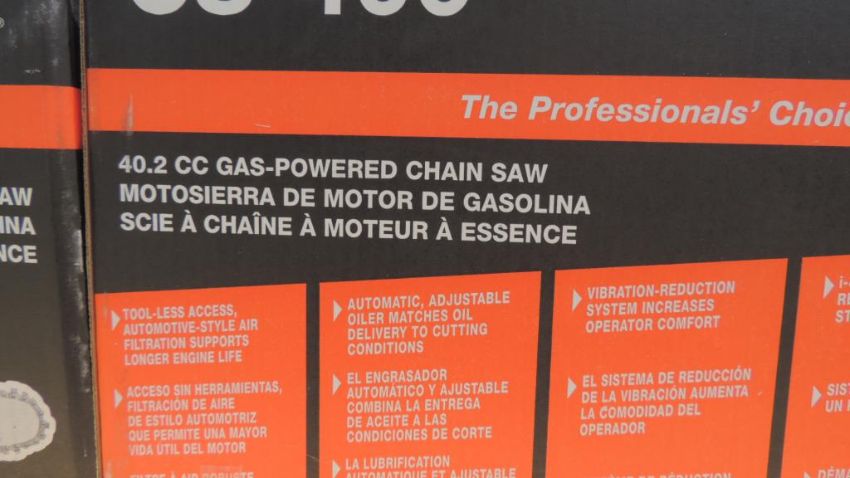 The Professionals'
40.2 CC GAS-POWERED CHAIN SAW
MOTOSIERRA DE MOTOR DE GASOLINA
SCIE À CHAÎNE À MOTEUR À ESSENCE
TOOL-LESS ACCESS,
AUTOMOTIVE-STYLE AIR
FILTRATION SUPPORTS
LONGER ENGINE LIFE
ACCESO SIN HERRAMIENTAS,
FILTRACIÓN DE AIRE
DE ESTILO AUTOMOTRIZ
QUE PERMITE UNA MAYOR
VIDA ÚTIL DEL MOTOR
AUTOMATIC, ADJUSTABLE
OILER MATCHES OIL
DELIVERY TO CUTTING
CONDITIONS
EL ENGRASADOR
AUTOMÁTICO Y AJUSTABLE
COMBINA LA ENTREGA
DE ACEITE A LAS
CONDICIONES DE CORTE
LA LUBRIFICATION
AUTOMATIQUE ET AJUSTABLE
VIBRATION-REDUCTION
SYSTEM INCREASES
OPERATOR COMFORT
EL SISTEMA DE REDUCCIÓN
DE LA VIBRACIÓN AUMENTA
LA COMODIDAD DEL
OPERADOR